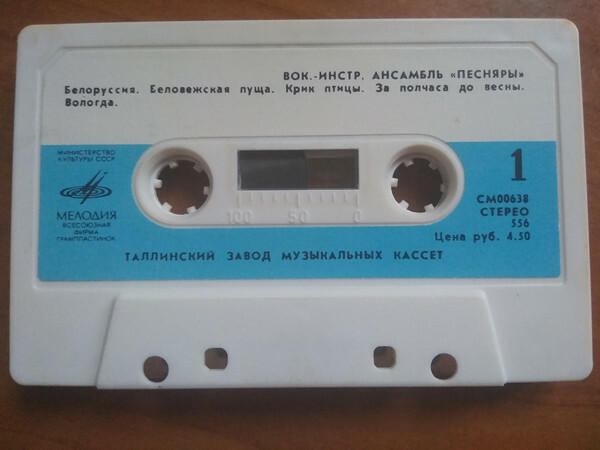 ВОК.-ИНСТР. АНСАМБЛЬ «ПЕСНЯРЫ»
Белоруссия. Беловежская пуща. Крик птицы. За полчаса до весны.
Вологда.
МИНИСТЕРСТВО
КУЛЬТУРЫ СССР
МЕЛОДИЯ
ВСЕСОЮЗНАЯ
ФИРМА
ГРАМПЛАСТИНОК
100 50 0
1
СМ00638
СТЕРЕО
556
Цена руб. 4.50
ТАЛЛИНСКИЙ ЗАВОД МУЗЫКАЛЬНЫХ КАССЕТ